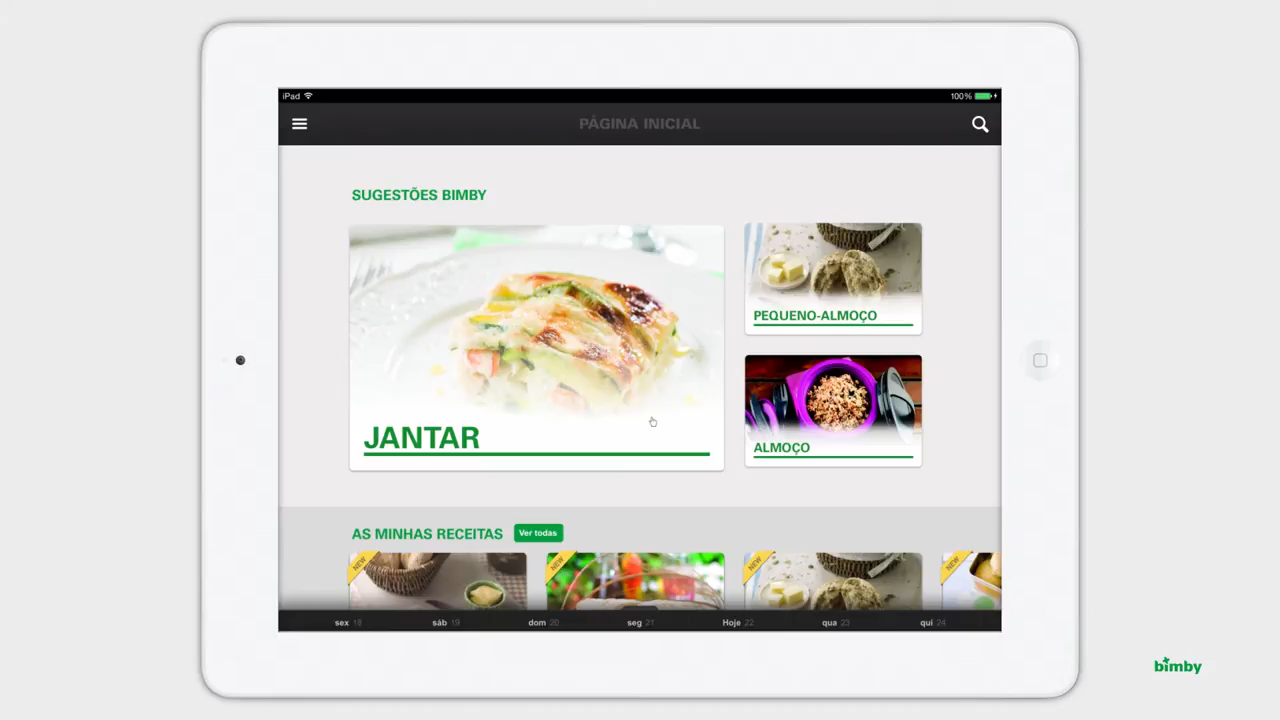 iPad
100%
PÁGINA INICIAL
SUGESTÕES BIMBY
JANTAR
PEQUENO-ALMOÇO
ALMOÇO
AS MINHAS RECEITAS
Ver todas
NEW
NEW
NEW
NEW
sex 18
sáb 19
dom 20
seg 21
Hoje 22
qua 23
qui 24
bimby